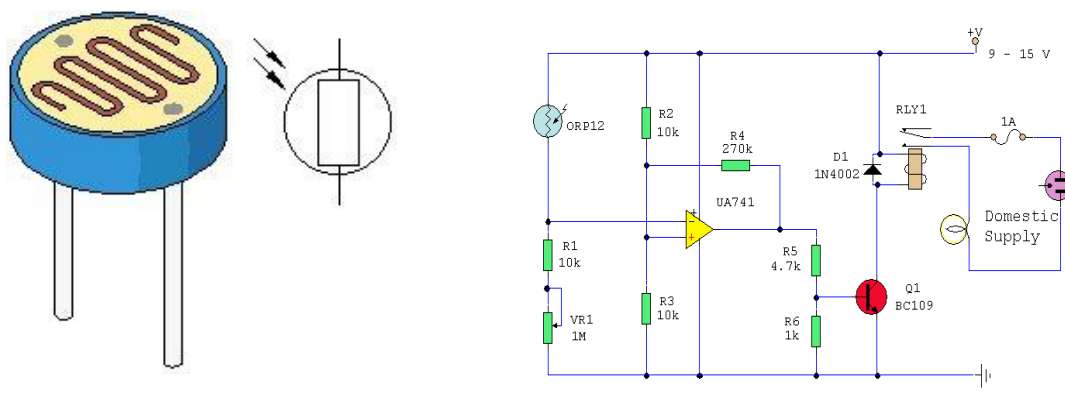 +V
9 - 15 V
RLY1
1A
ORP12
R2
10k
R4
270k
D1
1N4002
UA741
R1
10k
R5
4.7k
Domestic
Supply
Q1
BC109
R3
10k
VR1
1M
R6
1k